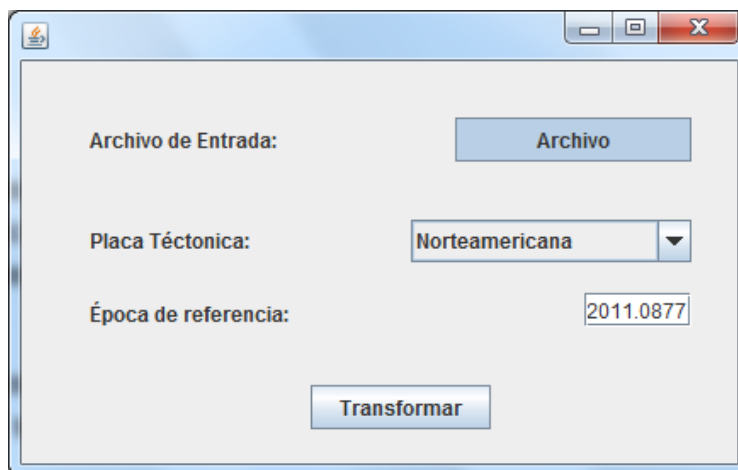 Archivo de Entrada: Archivo
Placa Téctonica: Norteamericana
Época de referencia: 2011.0877
Transformar